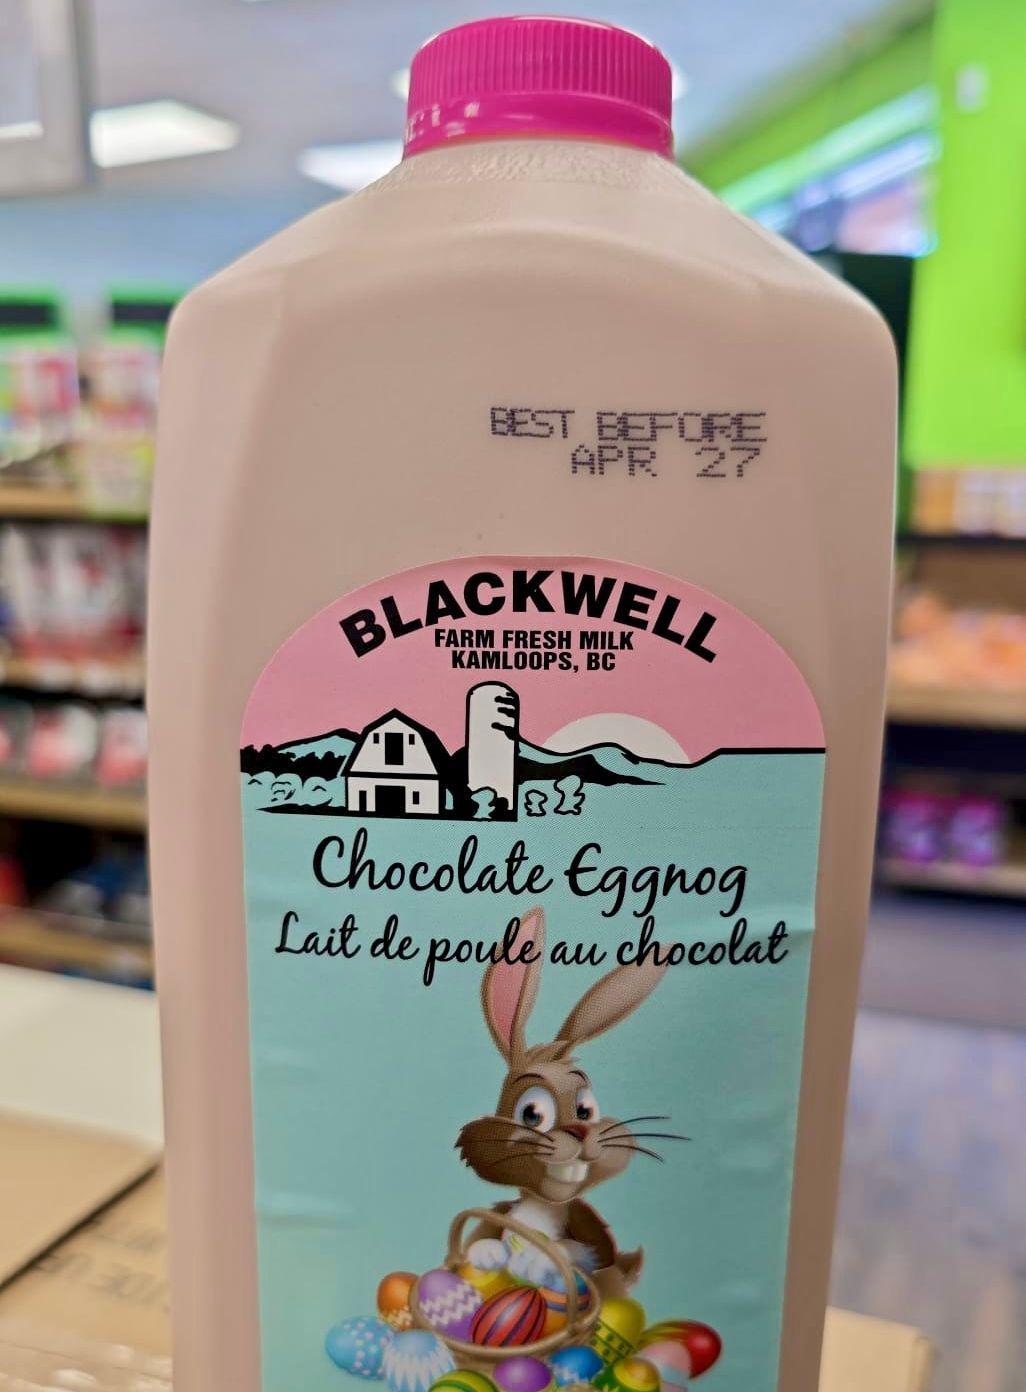 BEST BEFORE
APR 27
BLACKWELL
FARM FRESH MILK
KAMLOOPS, BC
Chocolate Eggnog
Lait de poule au chocolat